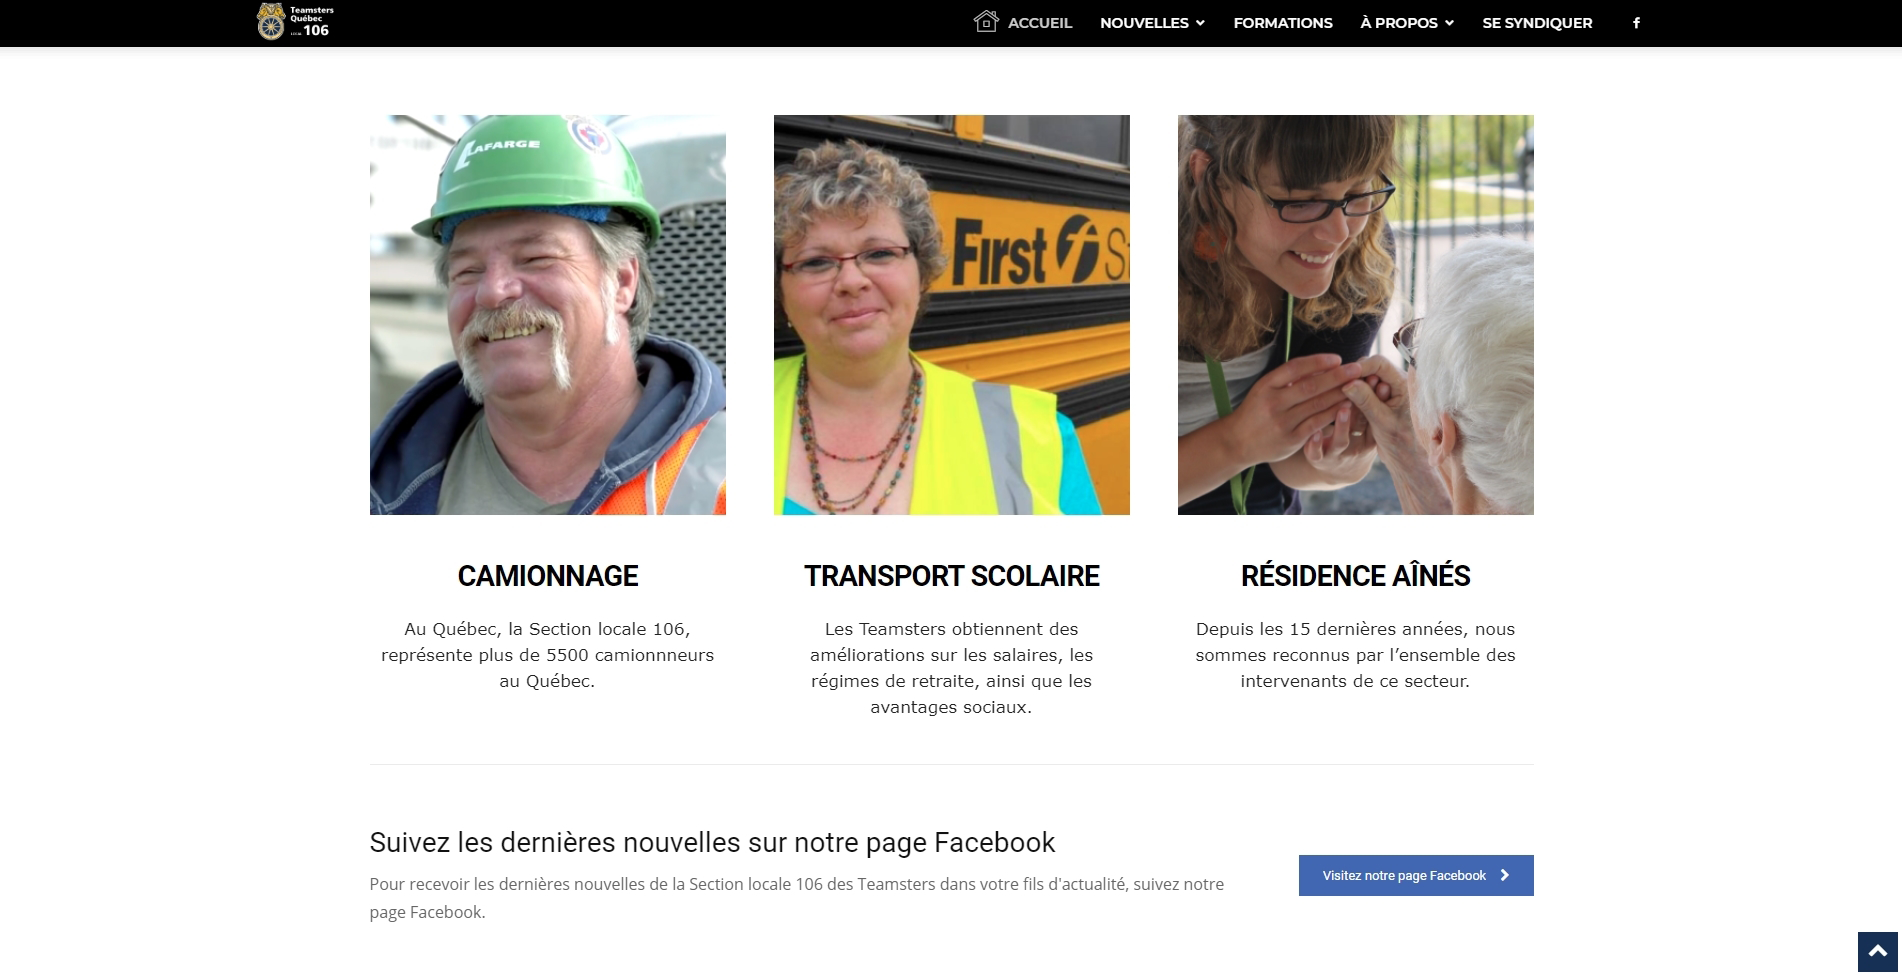 Teamsters
Québec
LOCAL 106
ACCUEIL NOUVELLES FORMATIONS À PROPOS SE SYNDIQUER
LAFARGE
First St
CAMIONNAGE
Au Québec, la Section locale 106,
représente plus de 5500 camionnneurs
au Québec.
TRANSPORT SCOLAIRE
Les Teamsters obtiennent des
améliorations sur les salaires, les
régimes de retraite, ainsi que les
avantages sociaux.
RÉSIDENCE AÎNÉS
Depuis les 15 dernières années, nous
sommes reconnus par l’ensemble des
intervenants de ce secteur.
Suivez les dernières nouvelles sur notre page Facebook
Pour recevoir les dernières nouvelles de la Section locale 106 des Teamsters dans votre fils d'actualité, suivez notre
page Facebook.
Visitez notre page Facebook